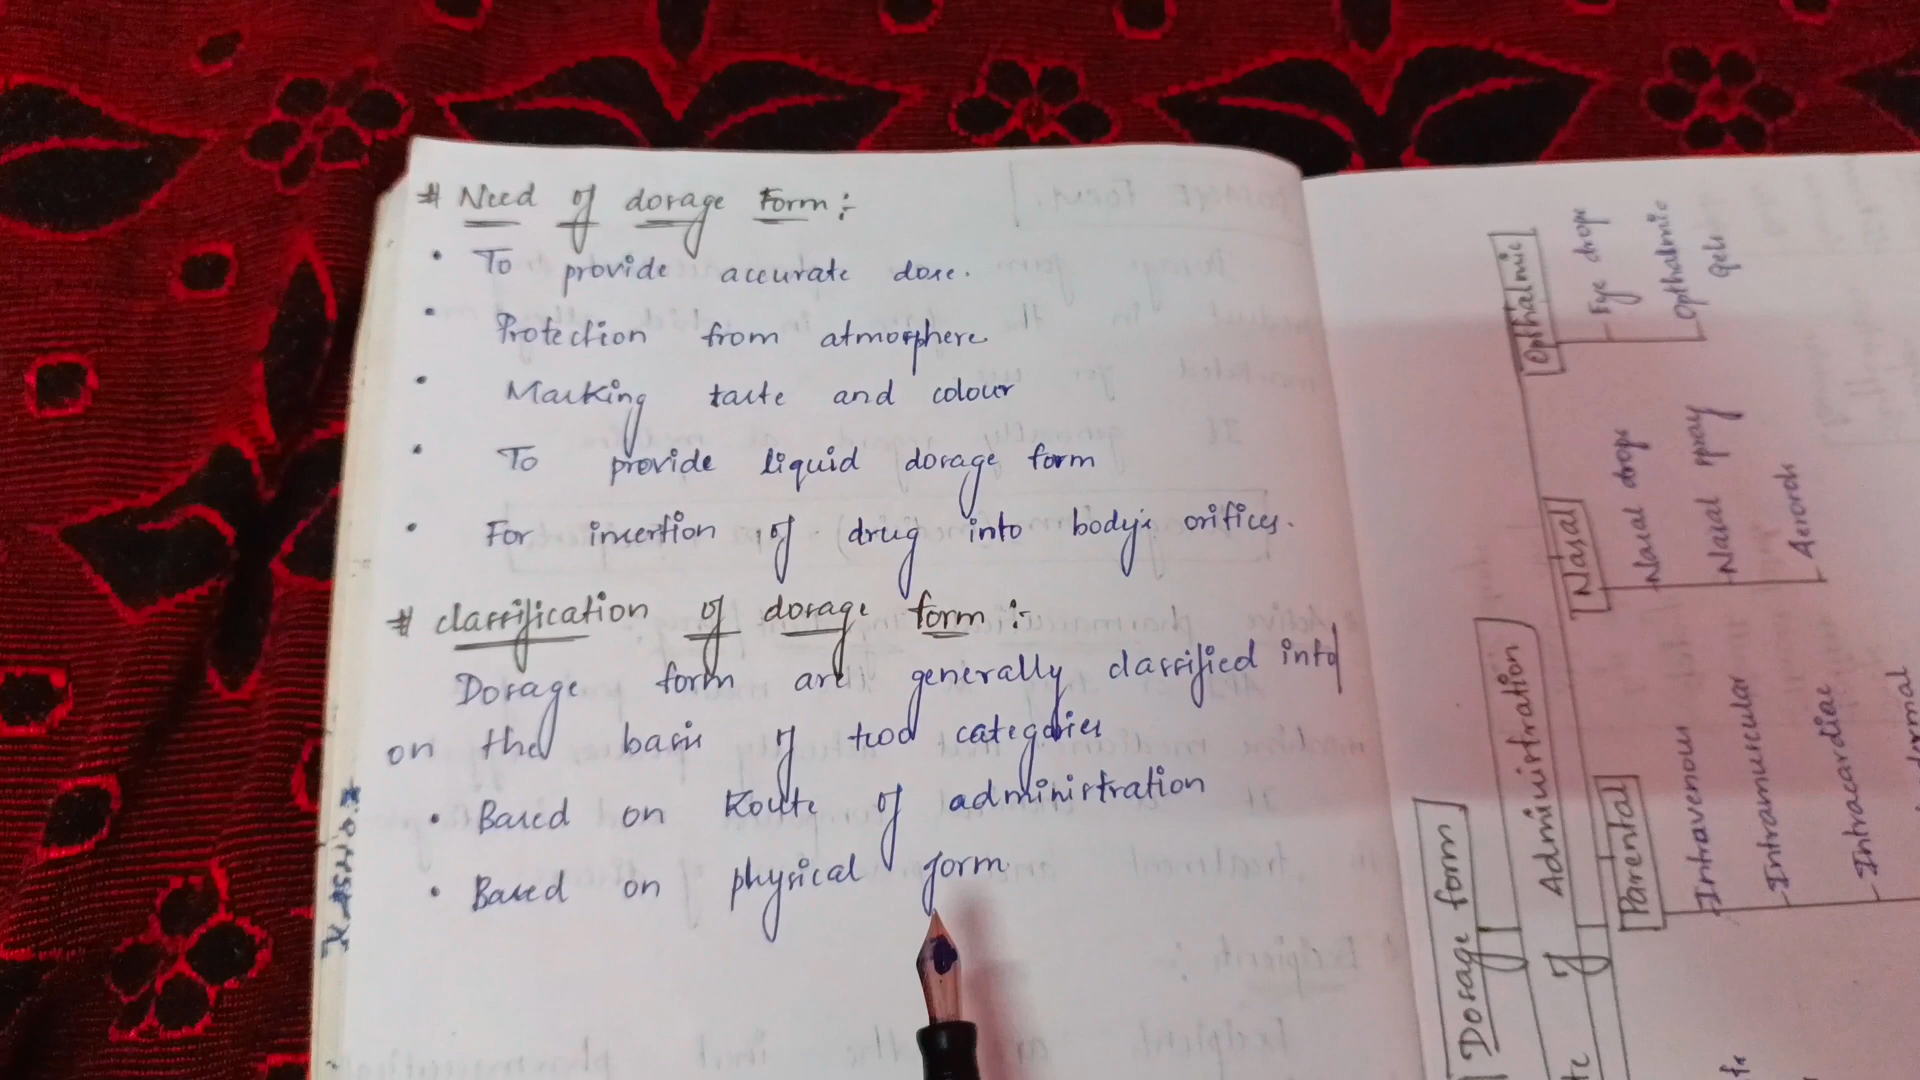 # Need of dosage form :-
• To provide accurate dose.
• Protection from atmosphere.
• Masking taste and colour
• To provide liquid dosage form
• For insertion of drug into body's orifices.
# classification of dosage form :-
Dosage form are generally classified into
on the basis of two categories
• Based on Route of administration
• Based on physical form
Dosage form
of Administration
Parental
Intravenous
Intramuscular
Intracardiac
Nasal
Nasal drops
Nasal spray
Aerosols
Opthalmic
Eye drops
Opthalmic
Gels